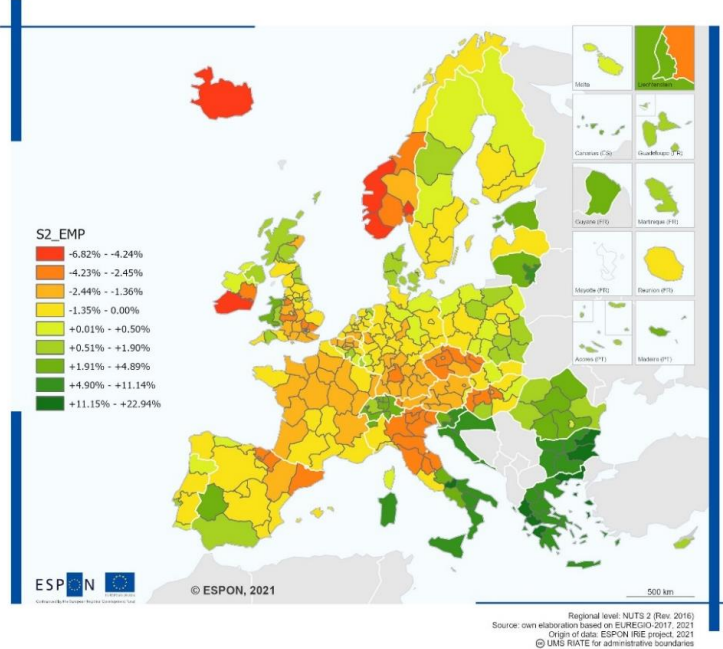 Malta
Liechtenstein
Canarias (ES)
Guadeloupe (FR)
Guyane (FR)
Martinique (FR)
Mayotte (FR)
Reunion (FR)
Acores (PT)
Madeira (PT)
S2_EMP
-6.82% - -4.24%
-4.23% - -2.45%
-2.44% - -1.36%
-1.35% - 0.00%
+0.01% - +0.50%
+0.51% - +1.90%
+1.91% - +4.89%
+4.90% - +11.14%
+11.15% - +22.94%
ESPON
© ESPON, 2021
500 km
Regional level: NUTS 2 (Rev. 2016)
Source: own elaboration based on EUREGIO-2017, 2021
Origin of data: ESPON IRiE project, 2021
UMS RIATE for administrative boundaries